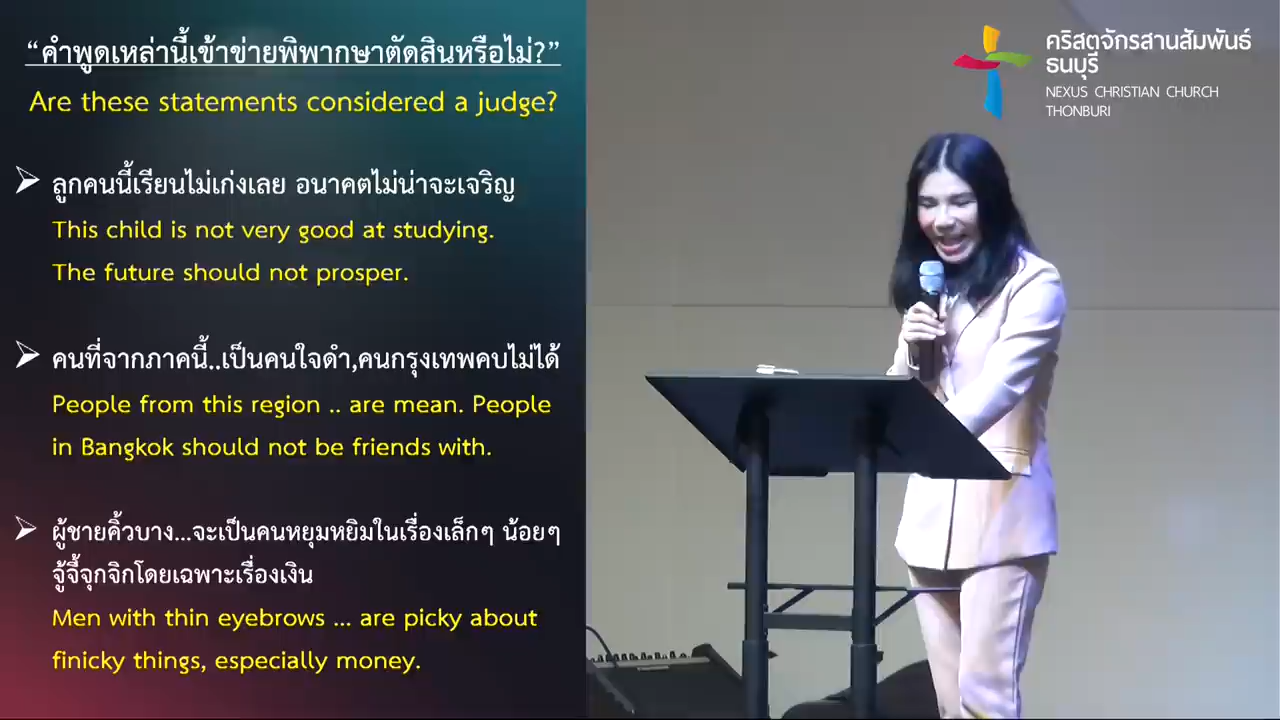 “คำพูดเหล่านี้เข้าข่ายพิพากษาตัดสินหรือไม่?”
Are these statements considered a judge?
ลูกคนนี้เรียนไม่เก่งเลย อนาคตไม่น่าจะเจริญ
This child is not very good at studying.
The future should not prosper.
คนที่จากภาคนี้..เป็นคนใจดำ,คนกรุงเทพคบไม่ได้
People from this region .. are mean. People
in Bangkok should not be friends with.
ผู้ชายคิ้วบาง...จะเป็นคนหยุมหยิมในเรื่องเล็กๆ น้อยๆ
จู้จี้จุกจิกโดยเฉพาะเรื่องเงิน
Men with thin eyebrows ... are picky about
finicky things, especially money.
คริสตจักรสานสัมพันธ์
ธนบุรี
NEXUS CHRISTIAN CHURCH
THONBURI